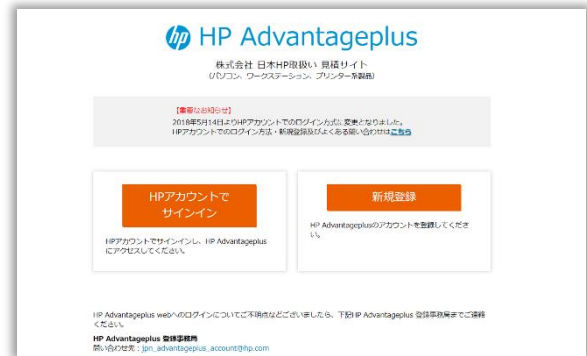 hp HP Advantageplus
株式会社 日本HP取扱い 見積サイト
(パソコン、ワークステーション、プリンター系製品)
【重要なお知らせ】
2018年5月14日よりHPアカウントでのログイン方式に変更となりました。
HPアカウントでのログイン方法・新規登録及びよくある問い合わせはこちら
HPアカウントで
サインイン
HPアカウントでサインインし、HP Advantageplus
にアクセスしてください。
新規登録
HP Advantageplusのアカウントを登録してくださ
い。
HP Advantageplus webへのログインについてご不明点などございましたら、下記HP Advantageplus 登録事務局までご連絡
ください。
HP Advantageplus 登録事務局
問い合わせ先：jpn_advantageplus_account@hp.com